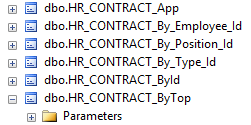 dbo.HR_CONTRACT_App
dbo.HR_CONTRACT_By_Employee_Id
dbo.HR_CONTRACT_By_Position_Id
dbo.HR_CONTRACT_By_Type_Id
dbo.HR_CONTRACT_ById
dbo.HR_CONTRACT_ByTop
Parameters